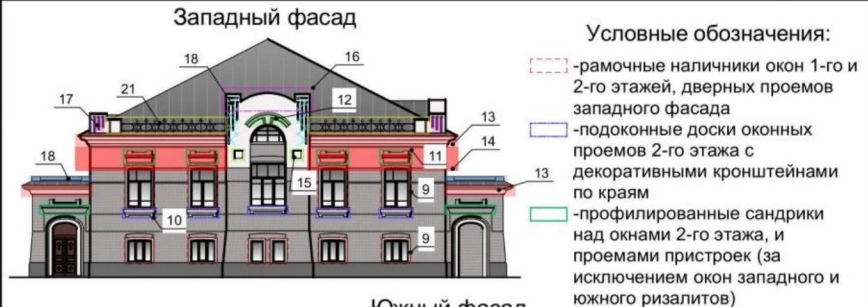 Западный фасад
Условные обозначения:
-рамочные наличники окон 1-го и
2-го этажей, дверных проемов
западного фасада
-подоконные доски оконных
проемов 2-го этажа с
декоративными кронштейнами
по краям
-профилированные сандрики
над окнами 2-го этажа, и
проемами пристроек (за
исключением окон западного и
южного ризалитов)
18
16
21
17
12
13
14
18
11
13
15
9
10
9
Южный фасад